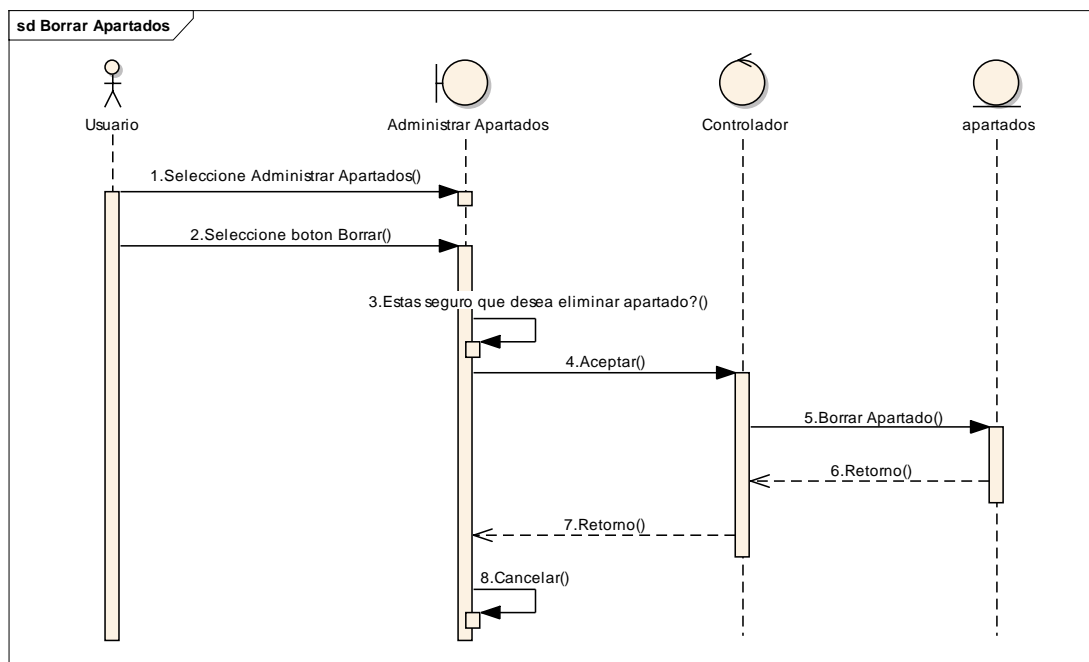 sd Borrar Apartados
Usuario
Administrar Apartados
Controlador
apartados
1.Seleccione Administrar Apartados()
2.Seleccione boton Borrar()
3.Estas seguro que desea eliminar apartado?()
4.Aceptar()
5.Borrar Apartado()
6.Retorno()
7.Retorno()
8.Cancelar()